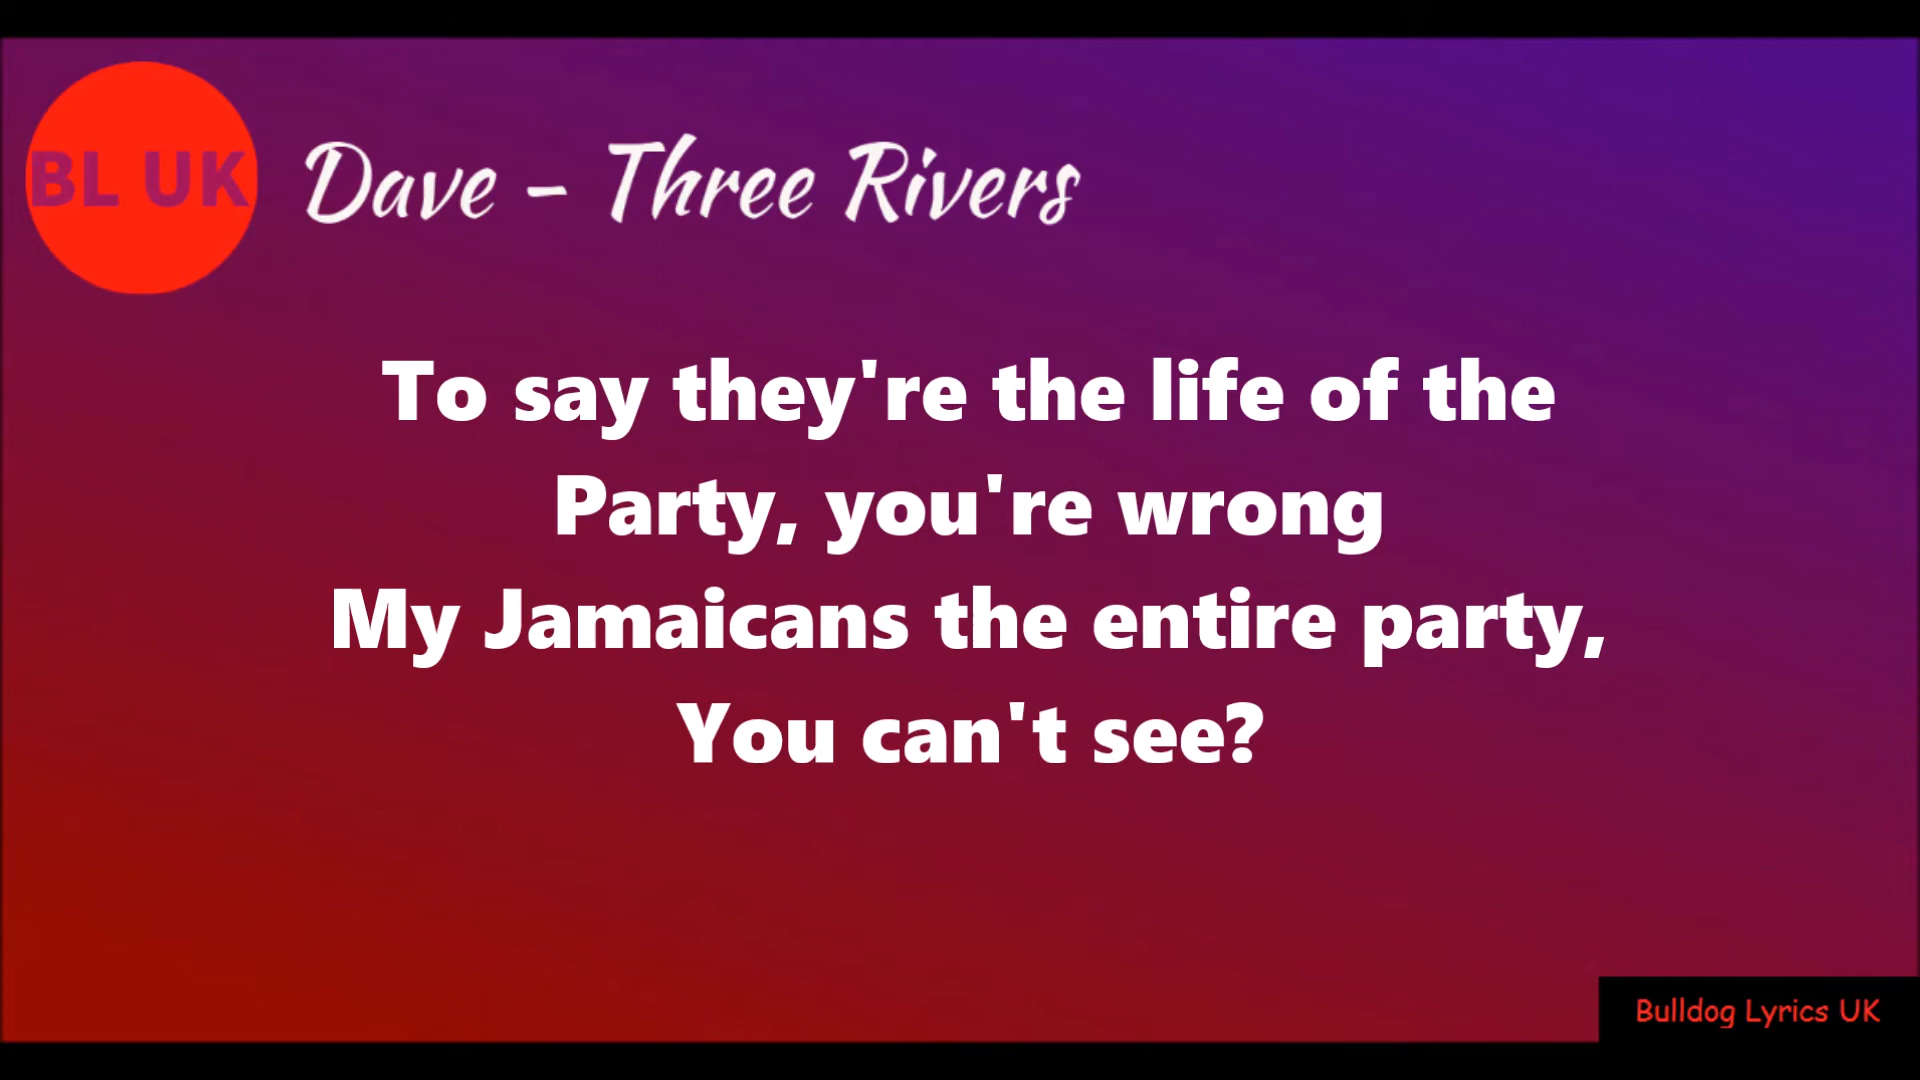 BL UK
Dave - Three Rivers
To say they're the life of the
Party, you're wrong
My Jamaicans the entire party,
You can't see?
Bulldog Lyrics UK